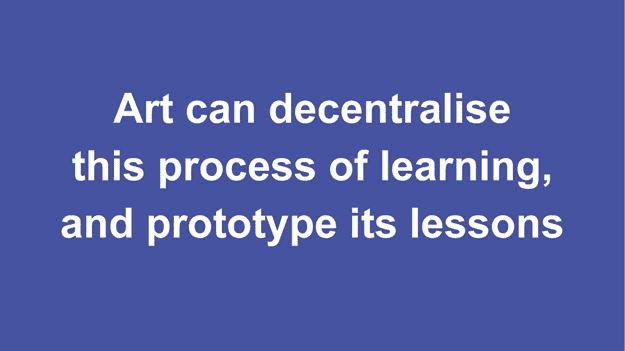 Art can decentralise
this process of learning,
and prototype its lessons